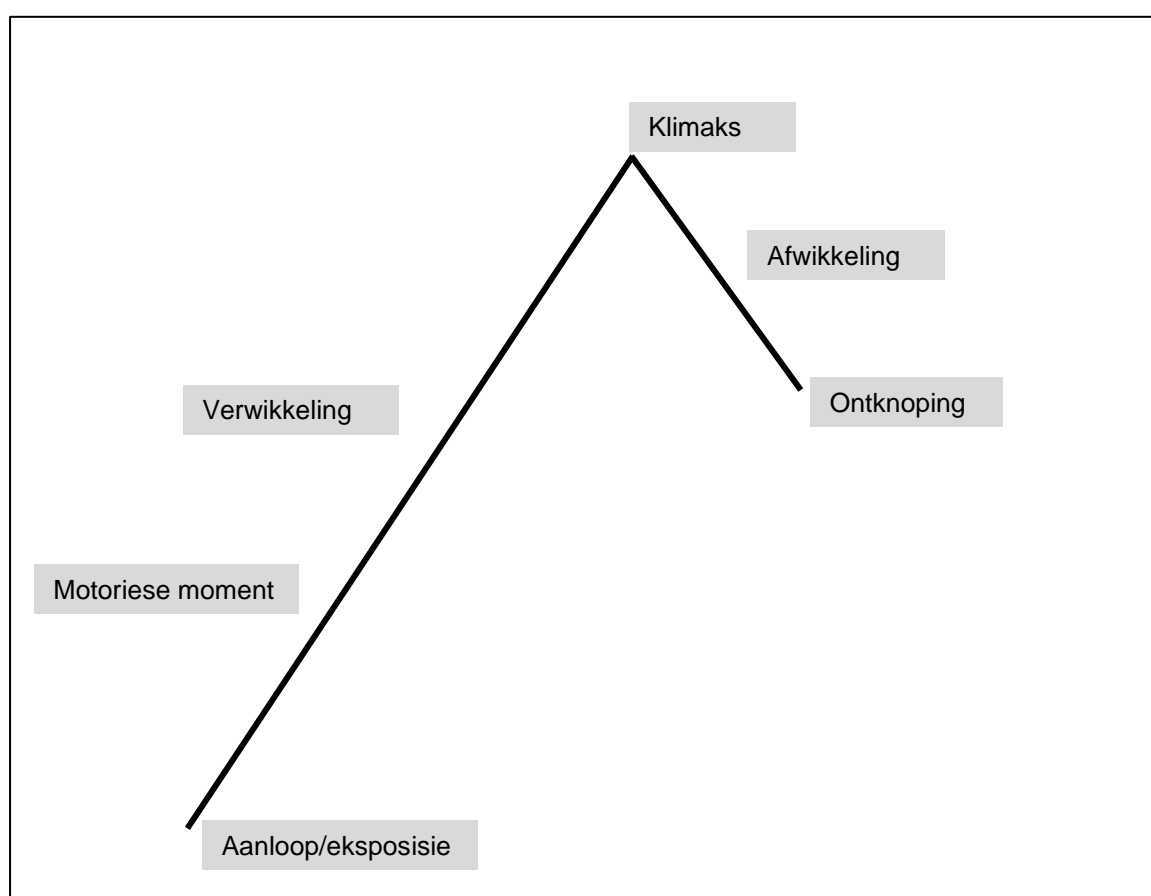 Klimaks
Afwikkeling
Verwikkeling
Ontknoping
Motoriese moment
Aanloop/eksposisie